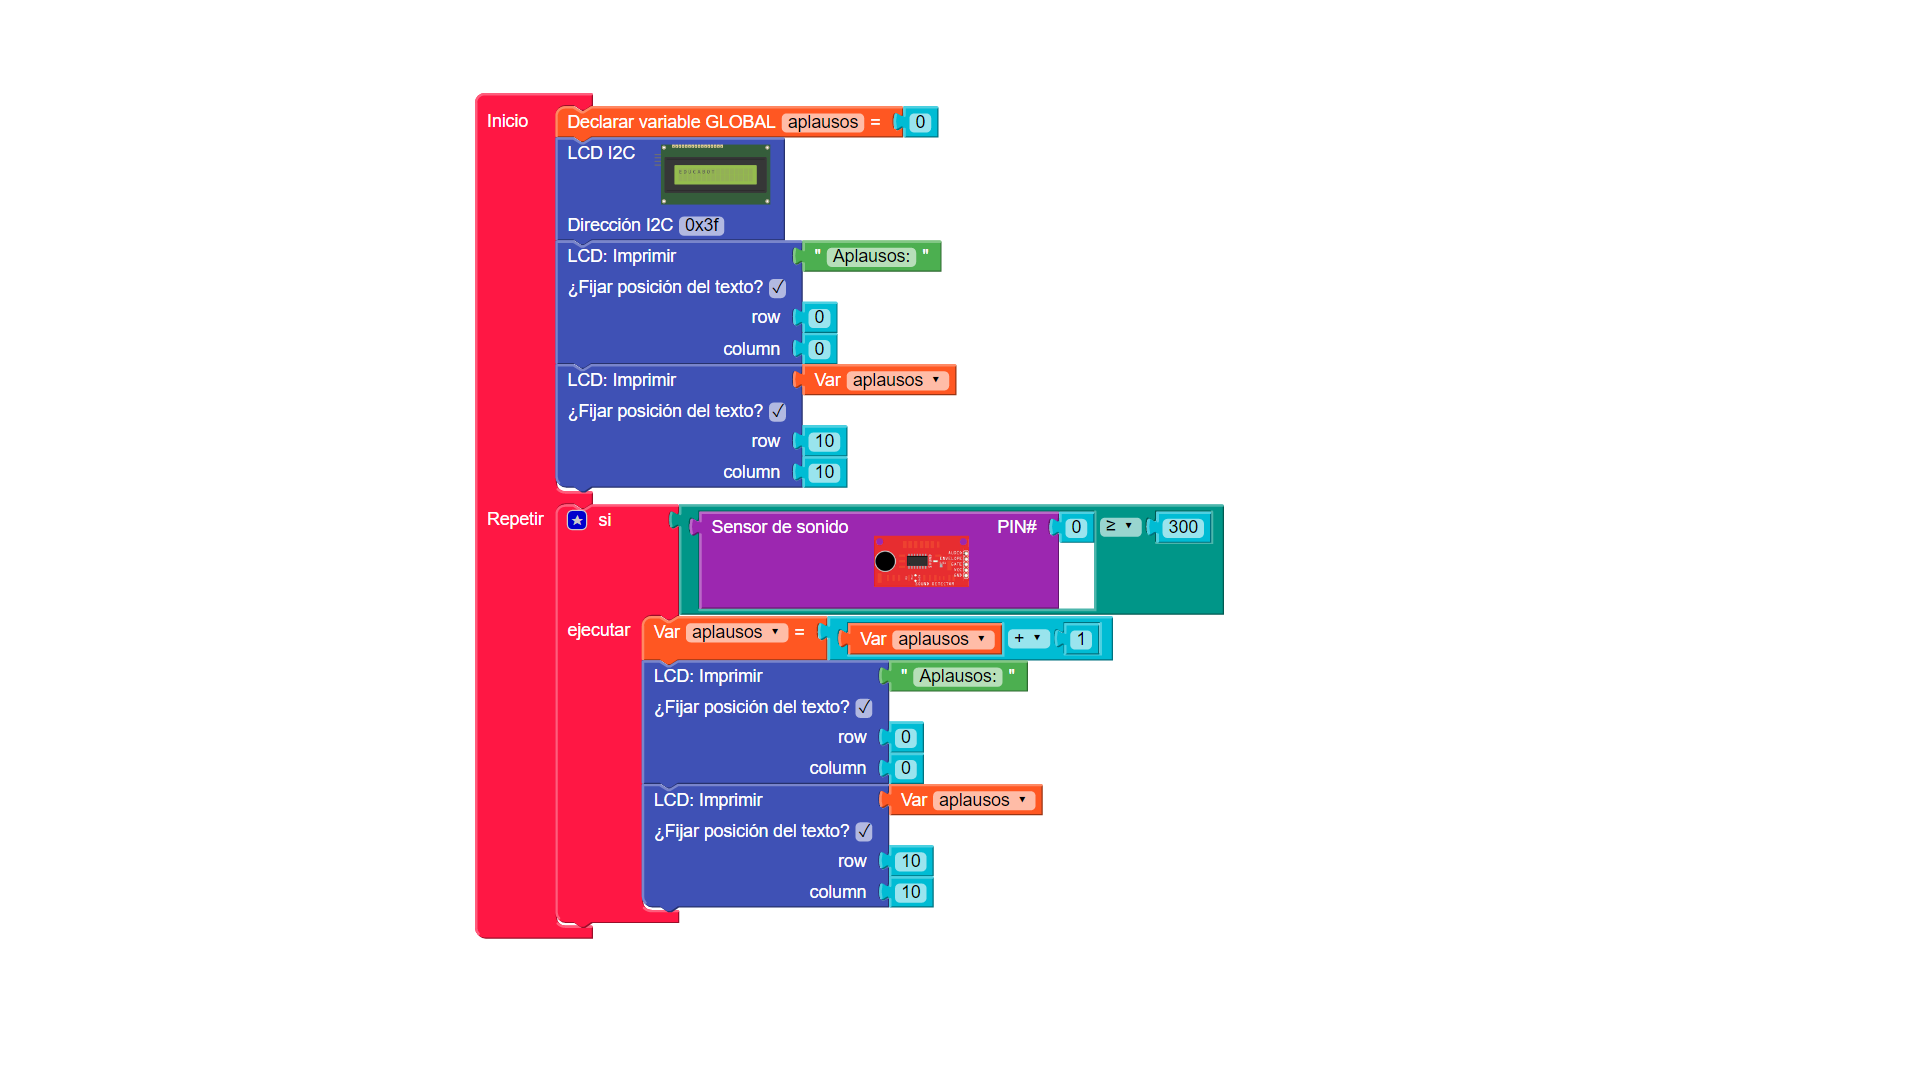 Inicio
Declarar variable GLOBAL aplausos = 0
LCD I2C
Dirección I2C 0x3f
LCD: Imprimir " Aplausos: "
¿Fijar posición del texto? ✓
row 0
column 0
LCD: Imprimir Var aplausos ▼
¿Fijar posición del texto? ✓
row 10
column 10
Repetir
si Sensor de sonido PIN# 0 ≥ ▼ 300
ejecutar Var aplausos ▼ = Var aplausos ▼ + ▼ 1
LCD: Imprimir " Aplausos: "
¿Fijar posición del texto? ✓
row 0
column 0
LCD: Imprimir Var aplausos ▼
¿Fijar posición del texto? ✓
row 10
column 10